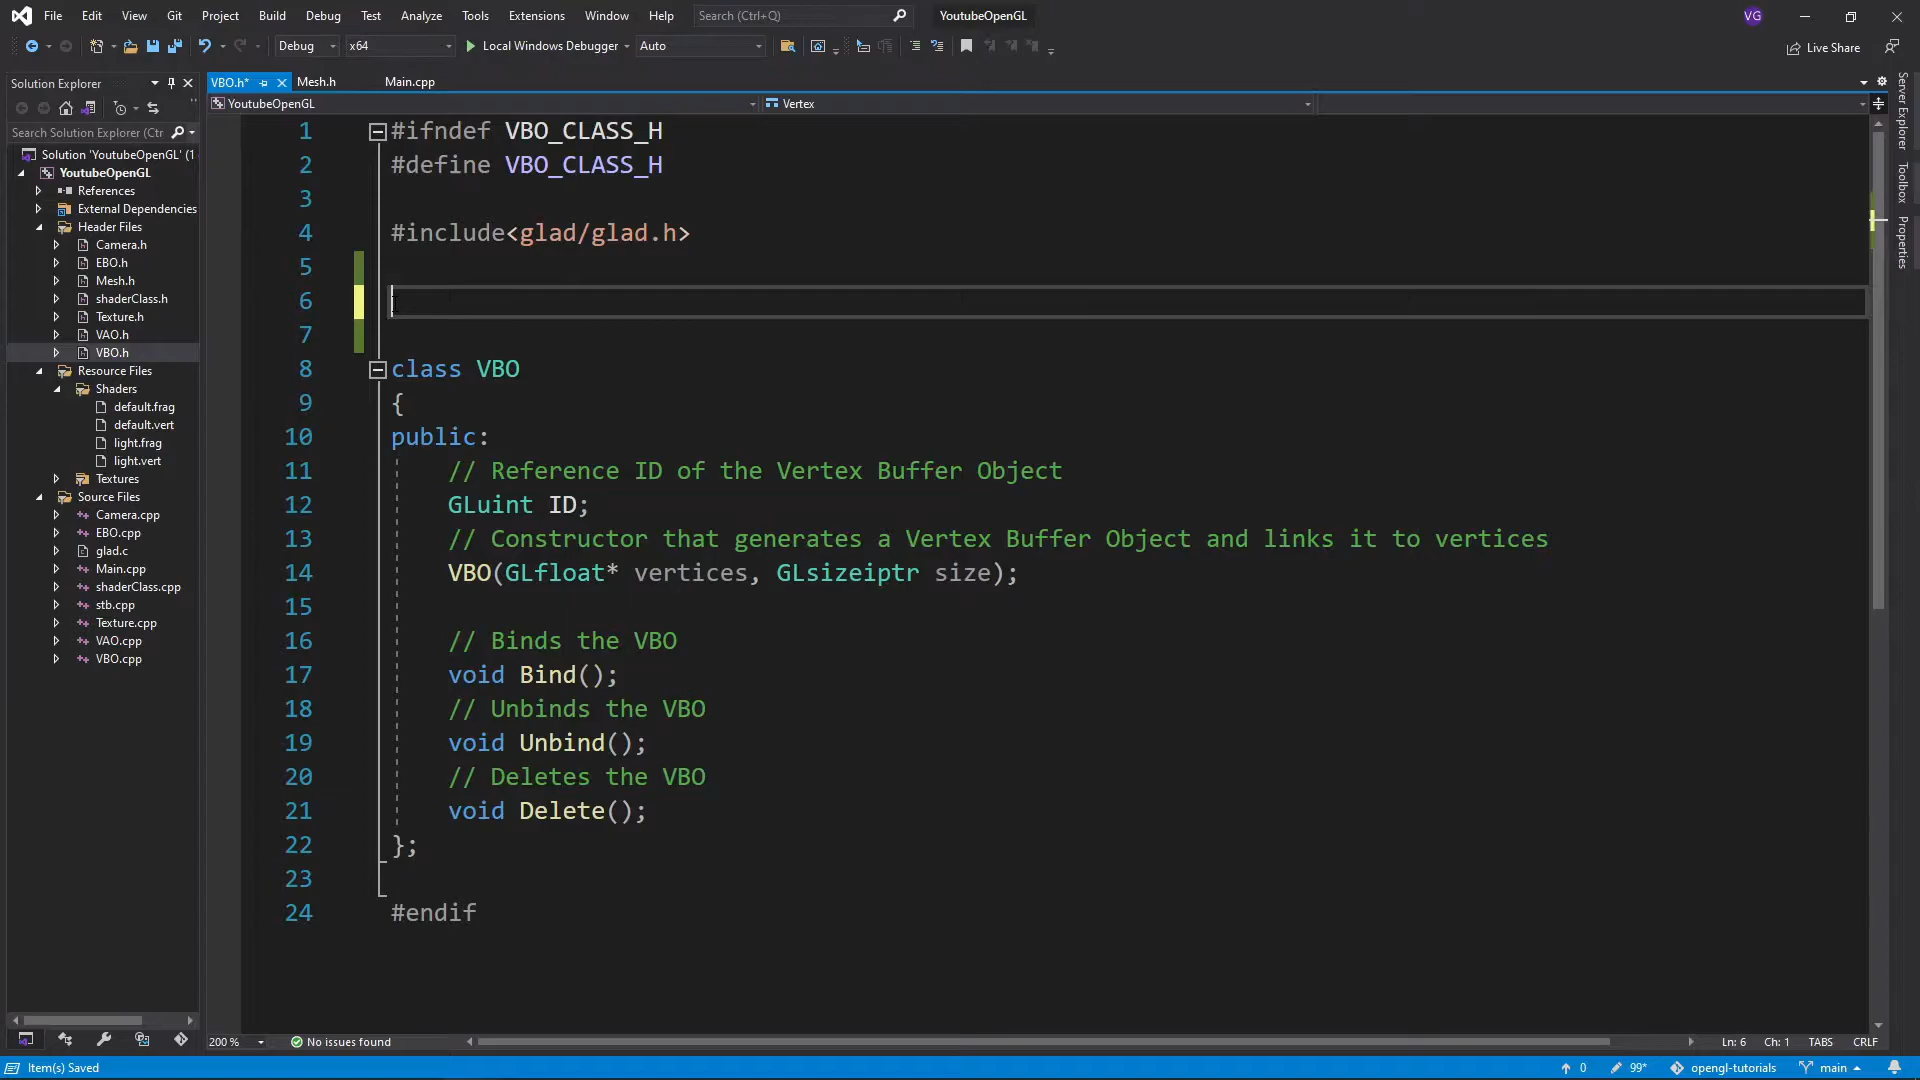 File Edit View Git Project Build Debug Test Analyze Tools Extensions Window Help Search (Ctrl+Q) YoutubeOpenGL VG
Debug x64 Local Windows Debugger Auto Live Share
Solution Explorer
Search Solution Explorer (Ctr
Solution 'YoutubeOpenGL' (1
YoutubeOpenGL
References
External Dependencies
Header Files
Camera.h
EBO.h
Mesh.h
shaderClass.h
Texture.h
VAO.h
VBO.h
Resource Files
Shaders
default.frag
default.vert
light.frag
light.vert
Textures
Source Files
Camera.cpp
EBO.cpp
glad.c
Main.cpp
shaderClass.cpp
stb.cpp
Texture.cpp
VAO.cpp
VBO.cpp
VBO.h* Mesh.h Main.cpp
YoutubeOpenGL Vertex
1 #ifndef VBO_CLASS_H
2 #define VBO_CLASS_H
3
4 #include<glad/glad.h>
5
6
7
8 class VBO
9 {
10 public:
11 // Reference ID of the Vertex Buffer Object
12 GLuint ID;
13 // Constructor that generates a Vertex Buffer Object and links it to vertices
14 VBO(GLfloat* vertices, GLsizeiptr size);
15
16 // Binds the VBO
17 void Bind();
18 // Unbinds the VBO
19 void Unbind();
20 // Deletes the VBO
21 void Delete();
22 };
23
24 #endif
Server Explorer
Toolbox
Properties
200 % No issues found Ln: 6 Ch: 1 TABS CRLF
Item(s) Saved 0 99* opengl-tutorials main